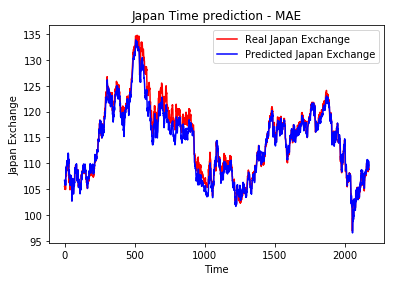 Japan Time prediction - MAE
Real Japan Exchange
Predicted Japan Exchange
Japan Exchange
135
130
125
120
115
110
105
100
95
0 500 1000 1500 2000
Time